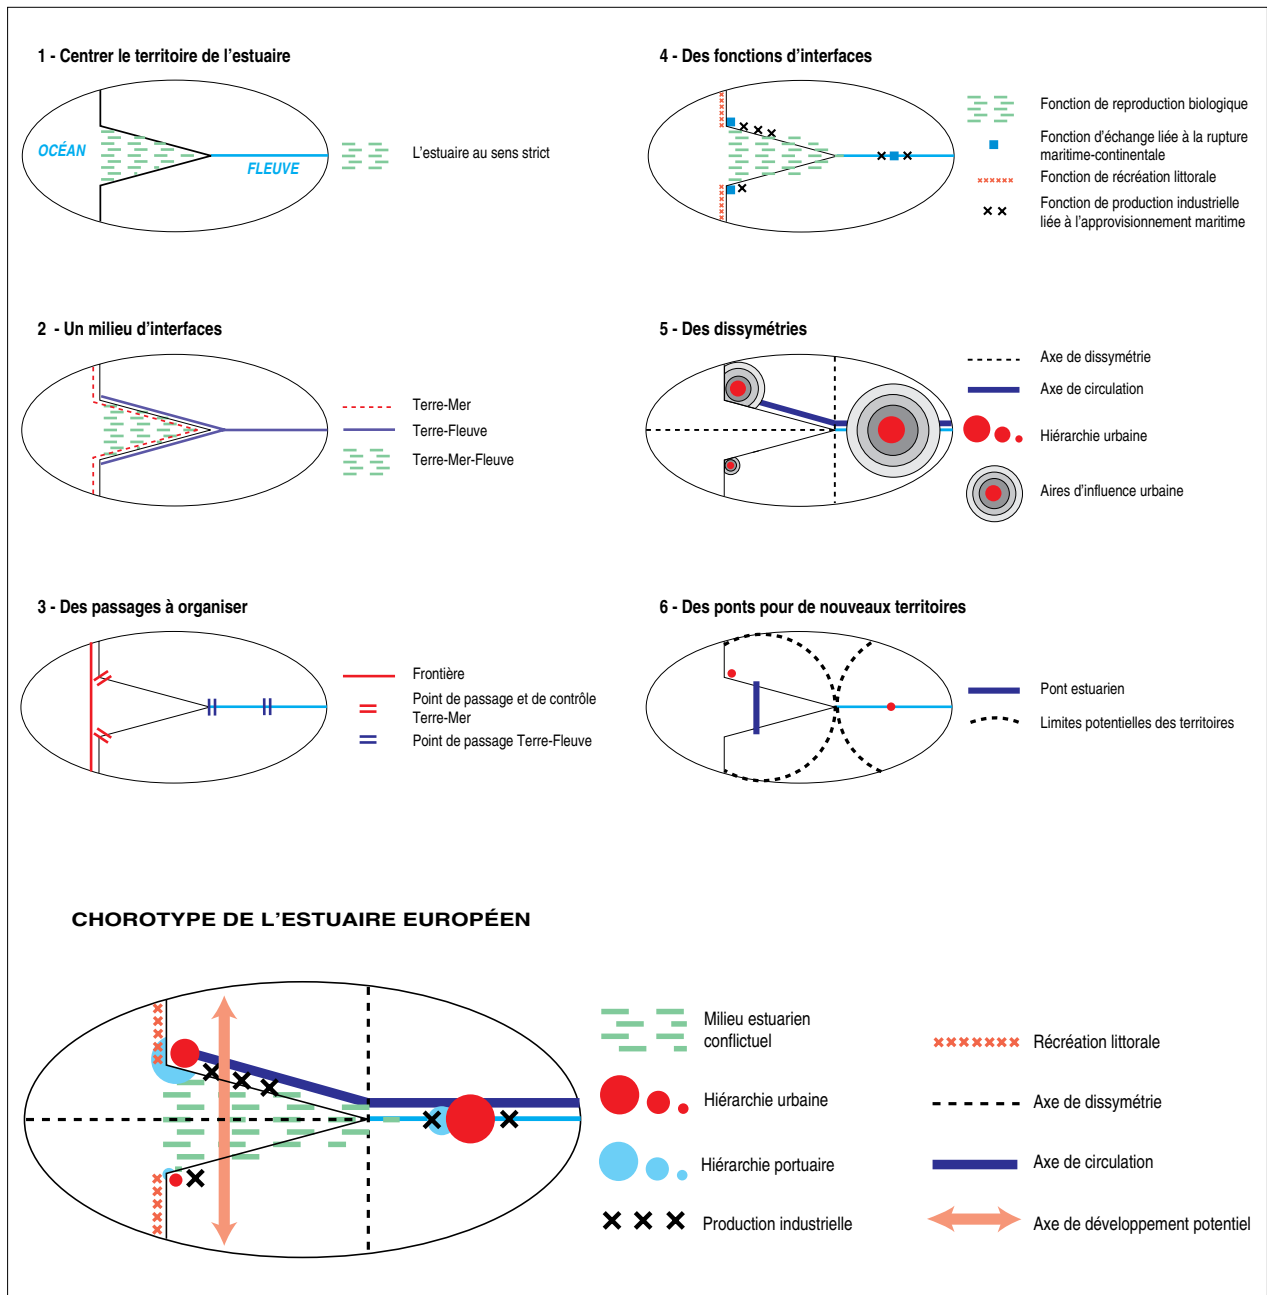 1 - Centrer le territoire de l'estuaire
OCÉAN
FLEUVE
L'estuaire au sens strict
2 - Un milieu d'interfaces
Terre-Mer
Terre-Fleuve
Terre-Mer-Fleuve
3 - Des passages à organiser
Frontière
Point de passage et de contrôle
Terre-Mer
Point de passage Terre-Fleuve
4 - Des fonctions d'interfaces
Fonction de reproduction biologique
Fonction d'échange liée à la rupture
maritime-continentale
Fonction de récréation littorale
Fonction de production industrielle
liée à l'approvisionnement maritime
5 - Des dissymétries
Axe de dissymétrie
Axe de circulation
Hiérarchie urbaine
Aires d'influence urbaine
6 - Des ponts pour de nouveaux territoires
Pont estuarien
Limites potentielles des territoires
CHOROTYPE DE L'ESTUAIRE EUROPÉEN
Milieu estuarien
conflictuel
Hiérarchie urbaine
Hiérarchie portuaire
Production industrielle
Récréation littorale
Axe de dissymétrie
Axe de circulation
Axe de développement potentiel